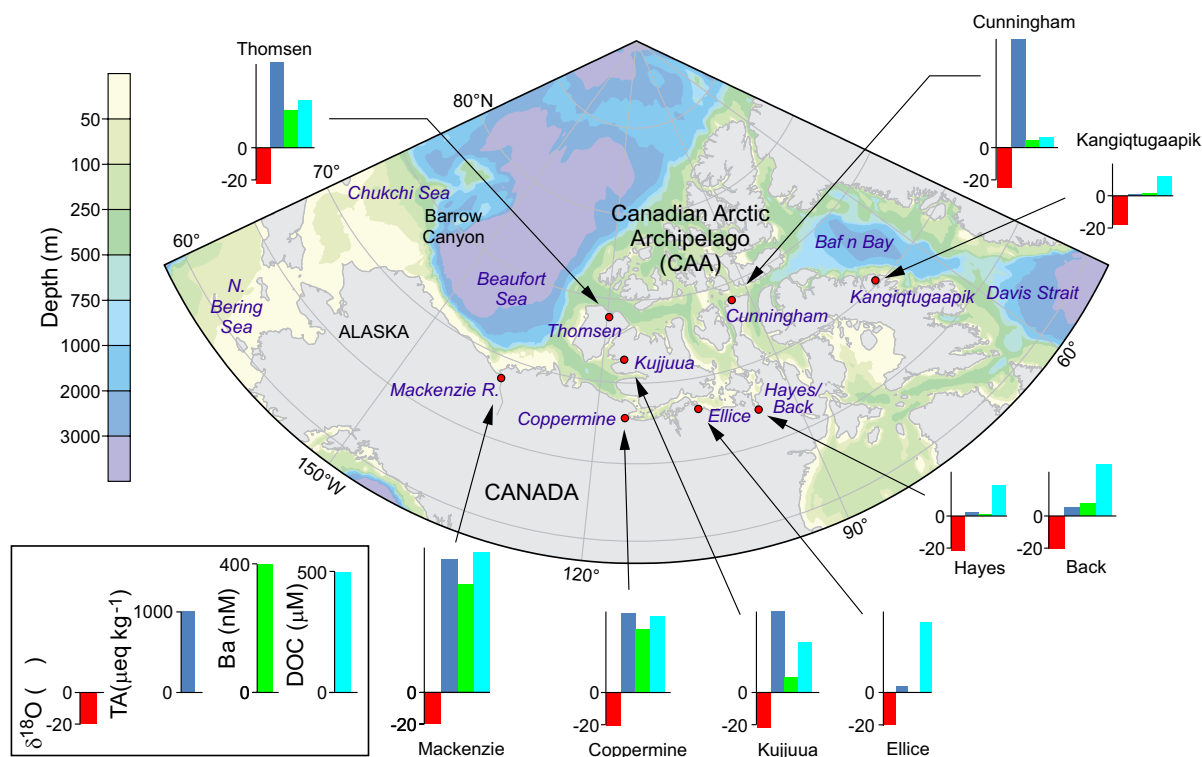 Cunningham
Thomsen
0
-20
0
-20
Kangiqtugaapik
0
-20
Depth (m)
50
100
250
500
750
1000
2000
3000
80°N
70°
60°
Chukchi Sea
Barrow
Canyon
Canadian Arctic
Archipelago
(CAA)
Baf n Bay
Beaufort
Sea
N.
Bering
Sea
ALASKA
Thomsen
Cunningham
Kangiqtugaapik
Davis Strait
60°
Kujjuua
Mackenzie R.
Coppermine
Ellice
Hayes/
Back
CANADA
150°W
120°
90°
0
-20
Hayes
0
-20
Back
δ18O ( )
0
-20
TA(μeq kg-1)
1000
0
Ba (nM)
400
0
DOC (μM)
500
0
0
-20
Mackenzie
0
-20
Coppermine
0
-20
Kujjuua
0
-20
Ellice